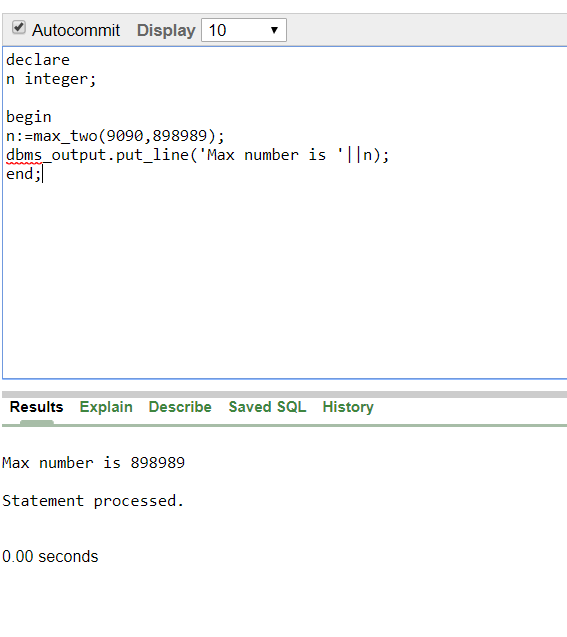 Autocommit Display 10
declare
n integer;
begin
n:=max_two(9090,898989);
dbms_output.put_line('Max number is '||n);
end;
Results Explain Describe Saved SQL History
Max number is 898989
Statement processed.
0.00 seconds